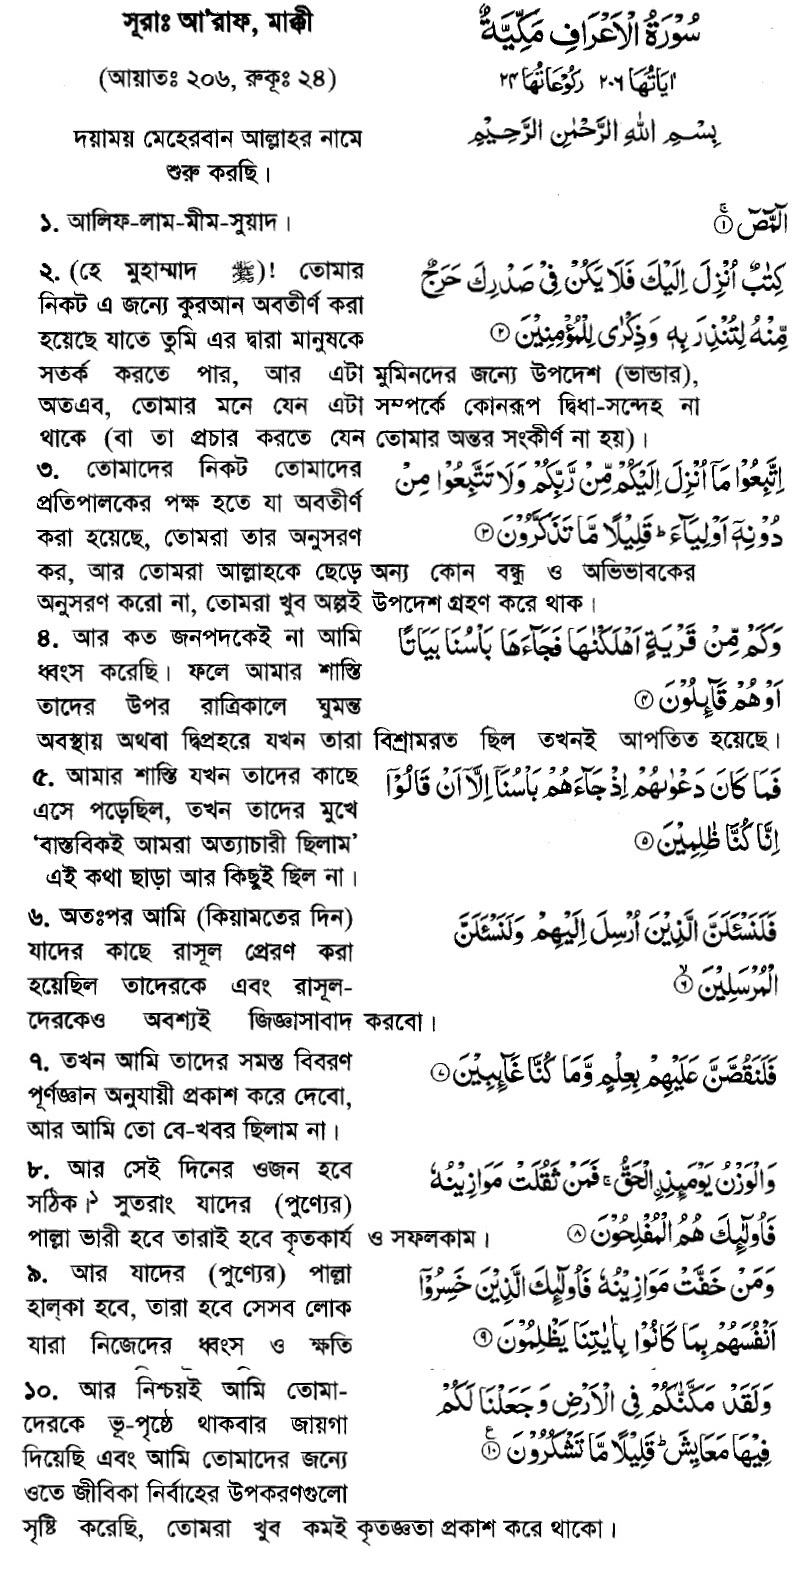 সূরাঃ আ'রাফ, মাক্কী
سُوْرَةُ الْاَعْرَافِ مَكِّيَّةٌ
(আয়াতঃ ২০৬, রুকূঃ ২৪)
اٰيَاتُهَا ٢٠٦ رُكُوْعَاتُهَا ٢٤
দয়াময় মেহেরবান আল্লাহর নামে
শুরু করছি।
بِسْمِ اللهِ الرَّحْمٰنِ الرَّحِيْمِ
১. আলিফ-লাম-মীম-সুয়াদ।
الٓمّٓصٓ ۚ ①
২. (হে মুহাম্মাদ ﷺ)! তোমার
নিকট এ জন্যে কুরআন অবতীর্ণ করা
হয়েছে যাতে তুমি এর দ্বারা মানুষকে
كِتٰبٌ اُنْزِلَ اِلَيْكَ فَلَا يَكُنْ فِيْ صَدْرِكَ حَرَجٌ
مِّنْهُ لِتُنْذِرَ بِهٖ وَذِكْرٰى لِلْمُؤْمِنِيْنَ ②
সতর্ক করতে পার, আর এটা মুমিনদের জন্যে উপদেশ (ভান্ডার),
অতএব, তোমার মনে যেন এটা সম্পর্কে কোনরূপ দ্বিধা-সন্দেহ না
থাকে (বা তা প্রচার করতে যেন তোমার অন্তর সংকীর্ণ না হয়)।
৩. তোমাদের নিকট তোমাদের
প্রতিপালকের পক্ষ হতে যা অবতীর্ণ
করা হয়েছে, তোমরা তার অনুসরণ
اِتَّبِعُوْا مَاۤ اُنْزِلَ اِلَيْكُمْ مِّنْ رَّبِّكُمْ وَلَا تَتَّبِعُوْا مِنْ
دُوْنِهٖۤ اَوْلِيَآءَ ؕ قَلِيْلًا مَّا تَذَكَّرُوْنَ ③
কর, আর তোমরা আল্লাহকে ছেড়ে অন্য কোন বন্ধু ও অভিভাবকের
অনুসরণ করো না, তোমরা খুব অল্পই উপদেশ গ্রহণ করে থাক।
৪. আর কত জনপদকেই না আমি
ধ্বংস করেছি। ফলে আমার শাস্তি
তাদের উপর রাত্রিকালে ঘুমন্ত
وَكَمْ مِّنْ قَرْيَةٍ اَهْلَكْنٰهَا فَجَآءَهَا بَاْسُنَا بَيَاتًا
اَوْ هُمْ قَآىِٕلُوْنَ ④
অবস্থায় অথবা দ্বিপ্রহরে যখন তারা বিশ্রামরত ছিল তখনই আপতিত হয়েছে।
৫. আমার শাস্তি যখন তাদের কাছে
এসে পড়েছিল, তখন তাদের মুখে
'বাস্তবিকই আমরা অত্যাচারী ছিলাম'
এই কথা ছাড়া আর কিছুই ছিল না।
فَمَا كَانَ دَعْوٰىهُمْ اِذْ جَآءَهُمْ بَاْسُنَاۤ اِلَّاۤ اَنْ قَالُوْۤا
اِنَّا كُنَّا ظٰلِمِيْنَ ⑤
৬. অতঃপর আমি (কিয়ামতের দিন)
যাদের কাছে রাসূল প্রেরণ করা
হয়েছিল তাদেরকে এবং রাসূল-
فَلَنَسْـَٔلَنَّ الَّذِيْنَ اُرْسِلَ اِلَيْهِمْ وَلَنَسْـَٔلَنَّ
الْمُرْسَلِيْنَ ۙ ⑥
দেরকেও অবশ্যই জিজ্ঞাসাবাদ করবো।
৭. তখন আমি তাদের সমস্ত বিবরণ
পূর্ণজ্ঞান অনুযায়ী প্রকাশ করে দেবো,
আর আমি তো বে-খবর ছিলাম না।
فَلَنَقُصَّنَّ عَلَيْهِمْ بِعِلْمٍ وَّمَا كُنَّا غَآىِٕبِيْنَ ⑦
৮. আর সেই দিনের ওজন হবে
সঠিক।১ সুতরাং যাদের (পুণ্যের)
وَالْوَزْنُ يَوْمَىِٕذِ ِۨالْحَقُّ ۚ فَمَنْ ثَقُلَتْ مَوَازِيْنُهٗ
فَاُولٰٓىِٕكَ هُمُ الْمُفْلِحُوْنَ ⑧
পাল্লা ভারী হবে তারাই হবে কৃতকার্য ও সফলকাম।
৯. আর যাদের (পুণ্যের) পাল্লা
হাল্কা হবে, তারা হবে সেসব লোক
যারা নিজেদের ধ্বংস ও ক্ষতি
وَمَنْ خَفَّتْ مَوَازِيْنُهٗ فَاُولٰٓىِٕكَ الَّذِيْنَ خَسِرُوْۤا
اَنْفُسَهُمْ بِمَا كَانُوْا بِاٰيٰتِنَا يَظْلِمُوْنَ ⑨
১০. আর নিশ্চয়ই আমি তোমা-
দেরকে ভূ-পৃষ্ঠে থাকবার জায়গা
দিয়েছি এবং আমি তোমাদের জন্যে
ওতে জীবিকা নির্বাহের উপকরণগুলো
وَلَقَدْ مَكَّنّٰكُمْ فِي الْاَرْضِ وَجَعَلْنَا لَكُمْ
فِيْهَا مَعَايِشَ ؕ قَلِيْلًا مَّا تَشْكُرُوْنَ ⑩ ع
সৃষ্টি করেছি, তোমরা খুব কমই কৃতজ্ঞতা প্রকাশ করে থাকো।